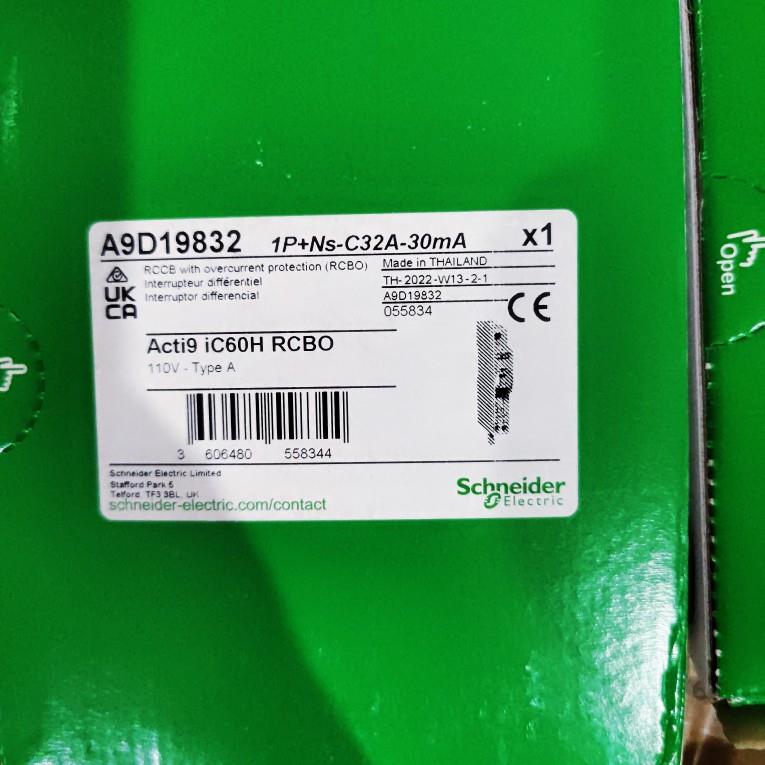 A9D19832 1P+Ns-C32A-30mA x1
RCCB with overcurrent protection (RCBO)
Interrupteur différentiel
Interruptor differencial
UK
CA
Made in THAILAND
TH-2022-W13-2-1
A9D19832
055834
CE
Acti9 iC60H RCBO
110V - Type A
3 606480 558344
Schneider Electric Limited
Stafford Park 5
Telford, TF3 3BL, UK
schneider-electric.com/contact
Schneider
Electric
Open